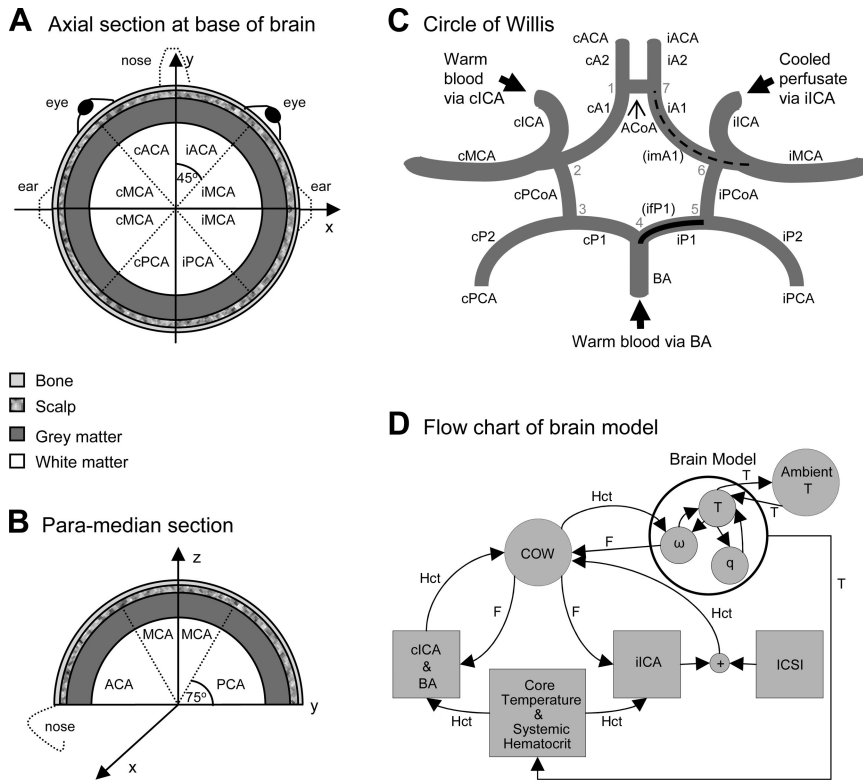 A Axial section at base of brain
nose
y
eye
eye
cACA iACA
45º
cMCA iMCA
ear
ear
cMCA iMCA
x
cPCA iPCA
Bone
Scalp
Grey matter
White matter
B Para-median section
z
MCA MCA
ACA
75º
PCA
y
nose
x
C Circle of Willis
cACA iACA
cA2 iA2
Warm
blood
via cICA
Cooled
perfusate
via iICA
1 7
cA1 iA1
ACoA
cICA
iICA
cMCA
(imA1)
iMCA
2 6
cPCoA iPCoA
(ifP1)
3 4 5
cP2 cP1 iP1 iP2
BA
cPCA iPCA
Warm blood via BA
D Flow chart of brain model
Brain Model
T
Ambient
T
Hct
T
T
ω
q
F
COW
Hct
F
F
Hct
T
cICA
&
BA
iICA
+
ICSI
Core
Temperature
&
Systemic
Hematocrit
Hct
Hct